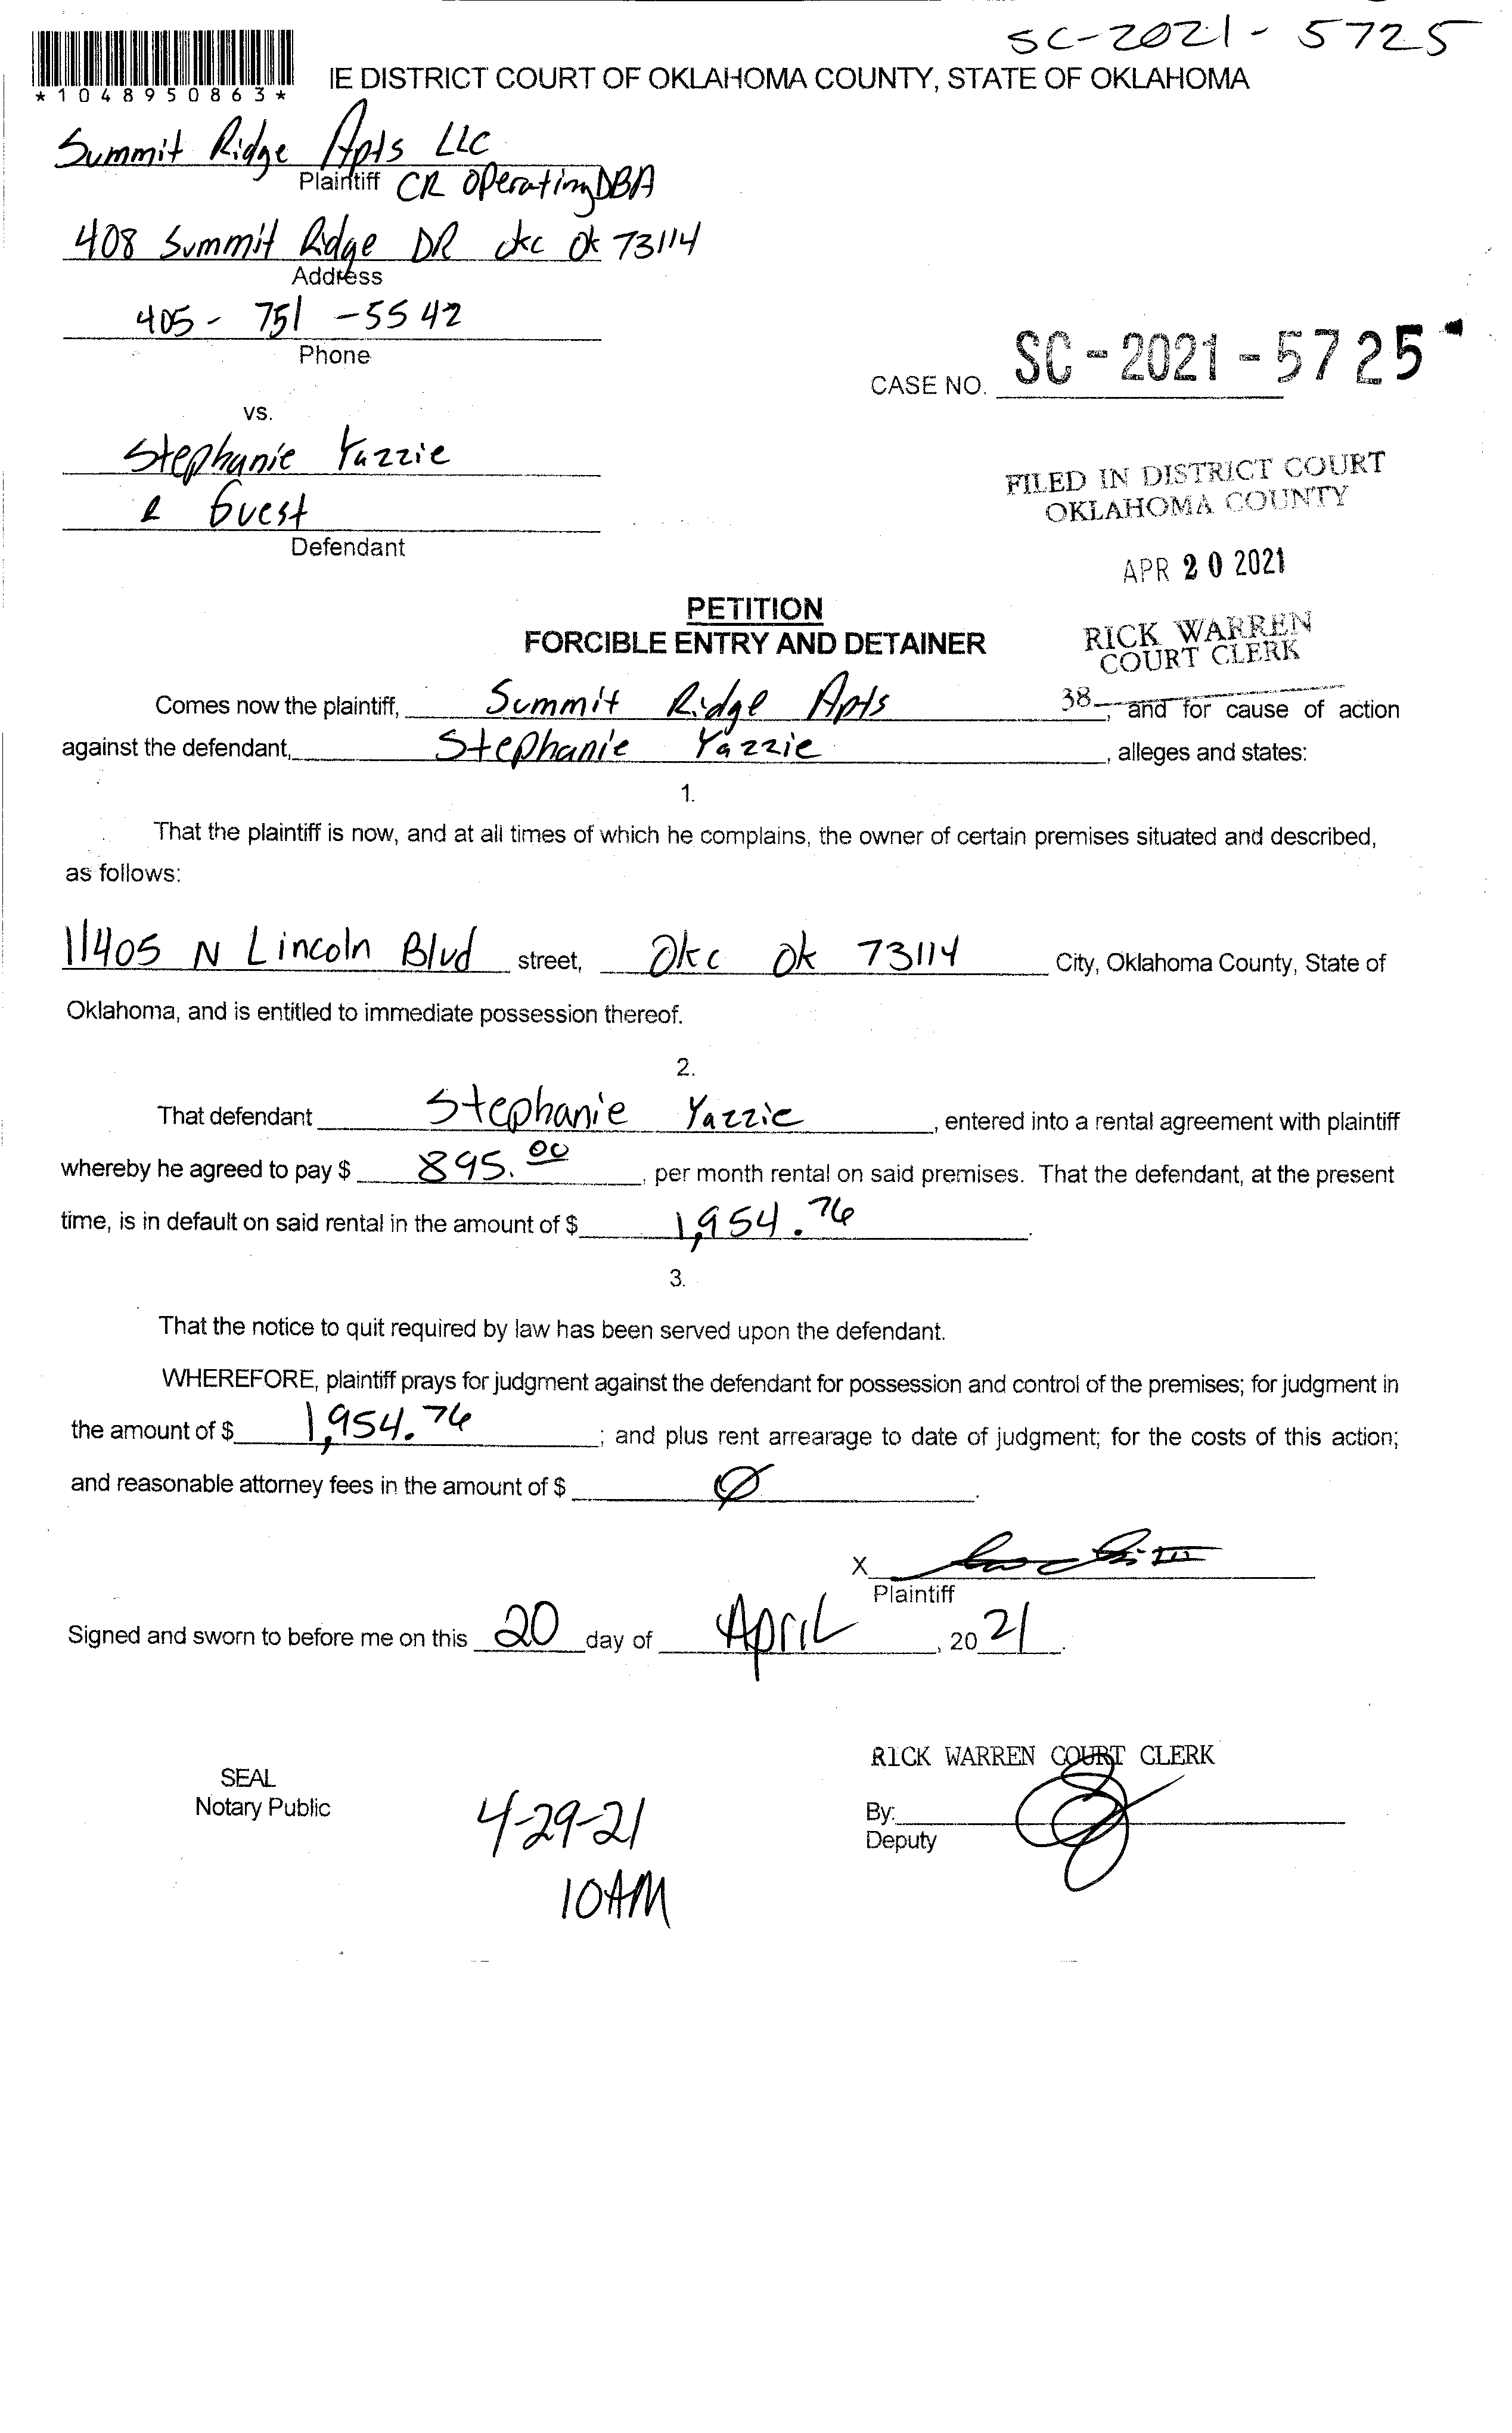 SC-2021-5725
*1048950863*
IE DISTRICT COURT OF OKLAHOMA COUNTY, STATE OF OKLAHOMA
Summit Ridge Apts LLC
Plaintiff CR Operating DBA
408 Summit Ridge DR okc ok 73114
Address
405-751-5542
Phone
CASE NO. SC-2021-5725
vs.
Stephanie Yazzie
& Guest
Defendant
FILED IN DISTRICT COURT
OKLAHOMA COUNTY
APR 20 2021
PETITION
FORCIBLE ENTRY AND DETAINER
RICK WARREN
COURT CLERK
38
Comes now the plaintiff, Summit Ridge Apts, and for cause of action
against the defendant, Stephanie Yazzie, alleges and states:
1.
That the plaintiff is now, and at all times of which he complains, the owner of certain premises situated and described,
as follows:
11405 N Lincoln Blvd street, Okc Ok 73114 City, Oklahoma County, State of
Oklahoma, and is entitled to immediate possession thereof.
2.
That defendant Stephanie Yazzie, entered into a rental agreement with plaintiff
whereby he agreed to pay $ 895.00, per month rental on said premises. That the defendant, at the present
time, is in default on said rental in the amount of $ 1,954.76.
3.
That the notice to quit required by law has been served upon the defendant.
WHEREFORE, plaintiff prays for judgment against the defendant for possession and control of the premises; for judgment in
the amount of $ 1,954.76; and plus rent arrearage to date of judgment; for the costs of this action;
and reasonable attorney fees in the amount of $ Ø.
X
Plaintiff
Signed and sworn to before me on this 20 day of April, 2021.
RICK WARREN COURT CLERK
SEAL
Notary Public
By:
Deputy
4-29-21
10AM